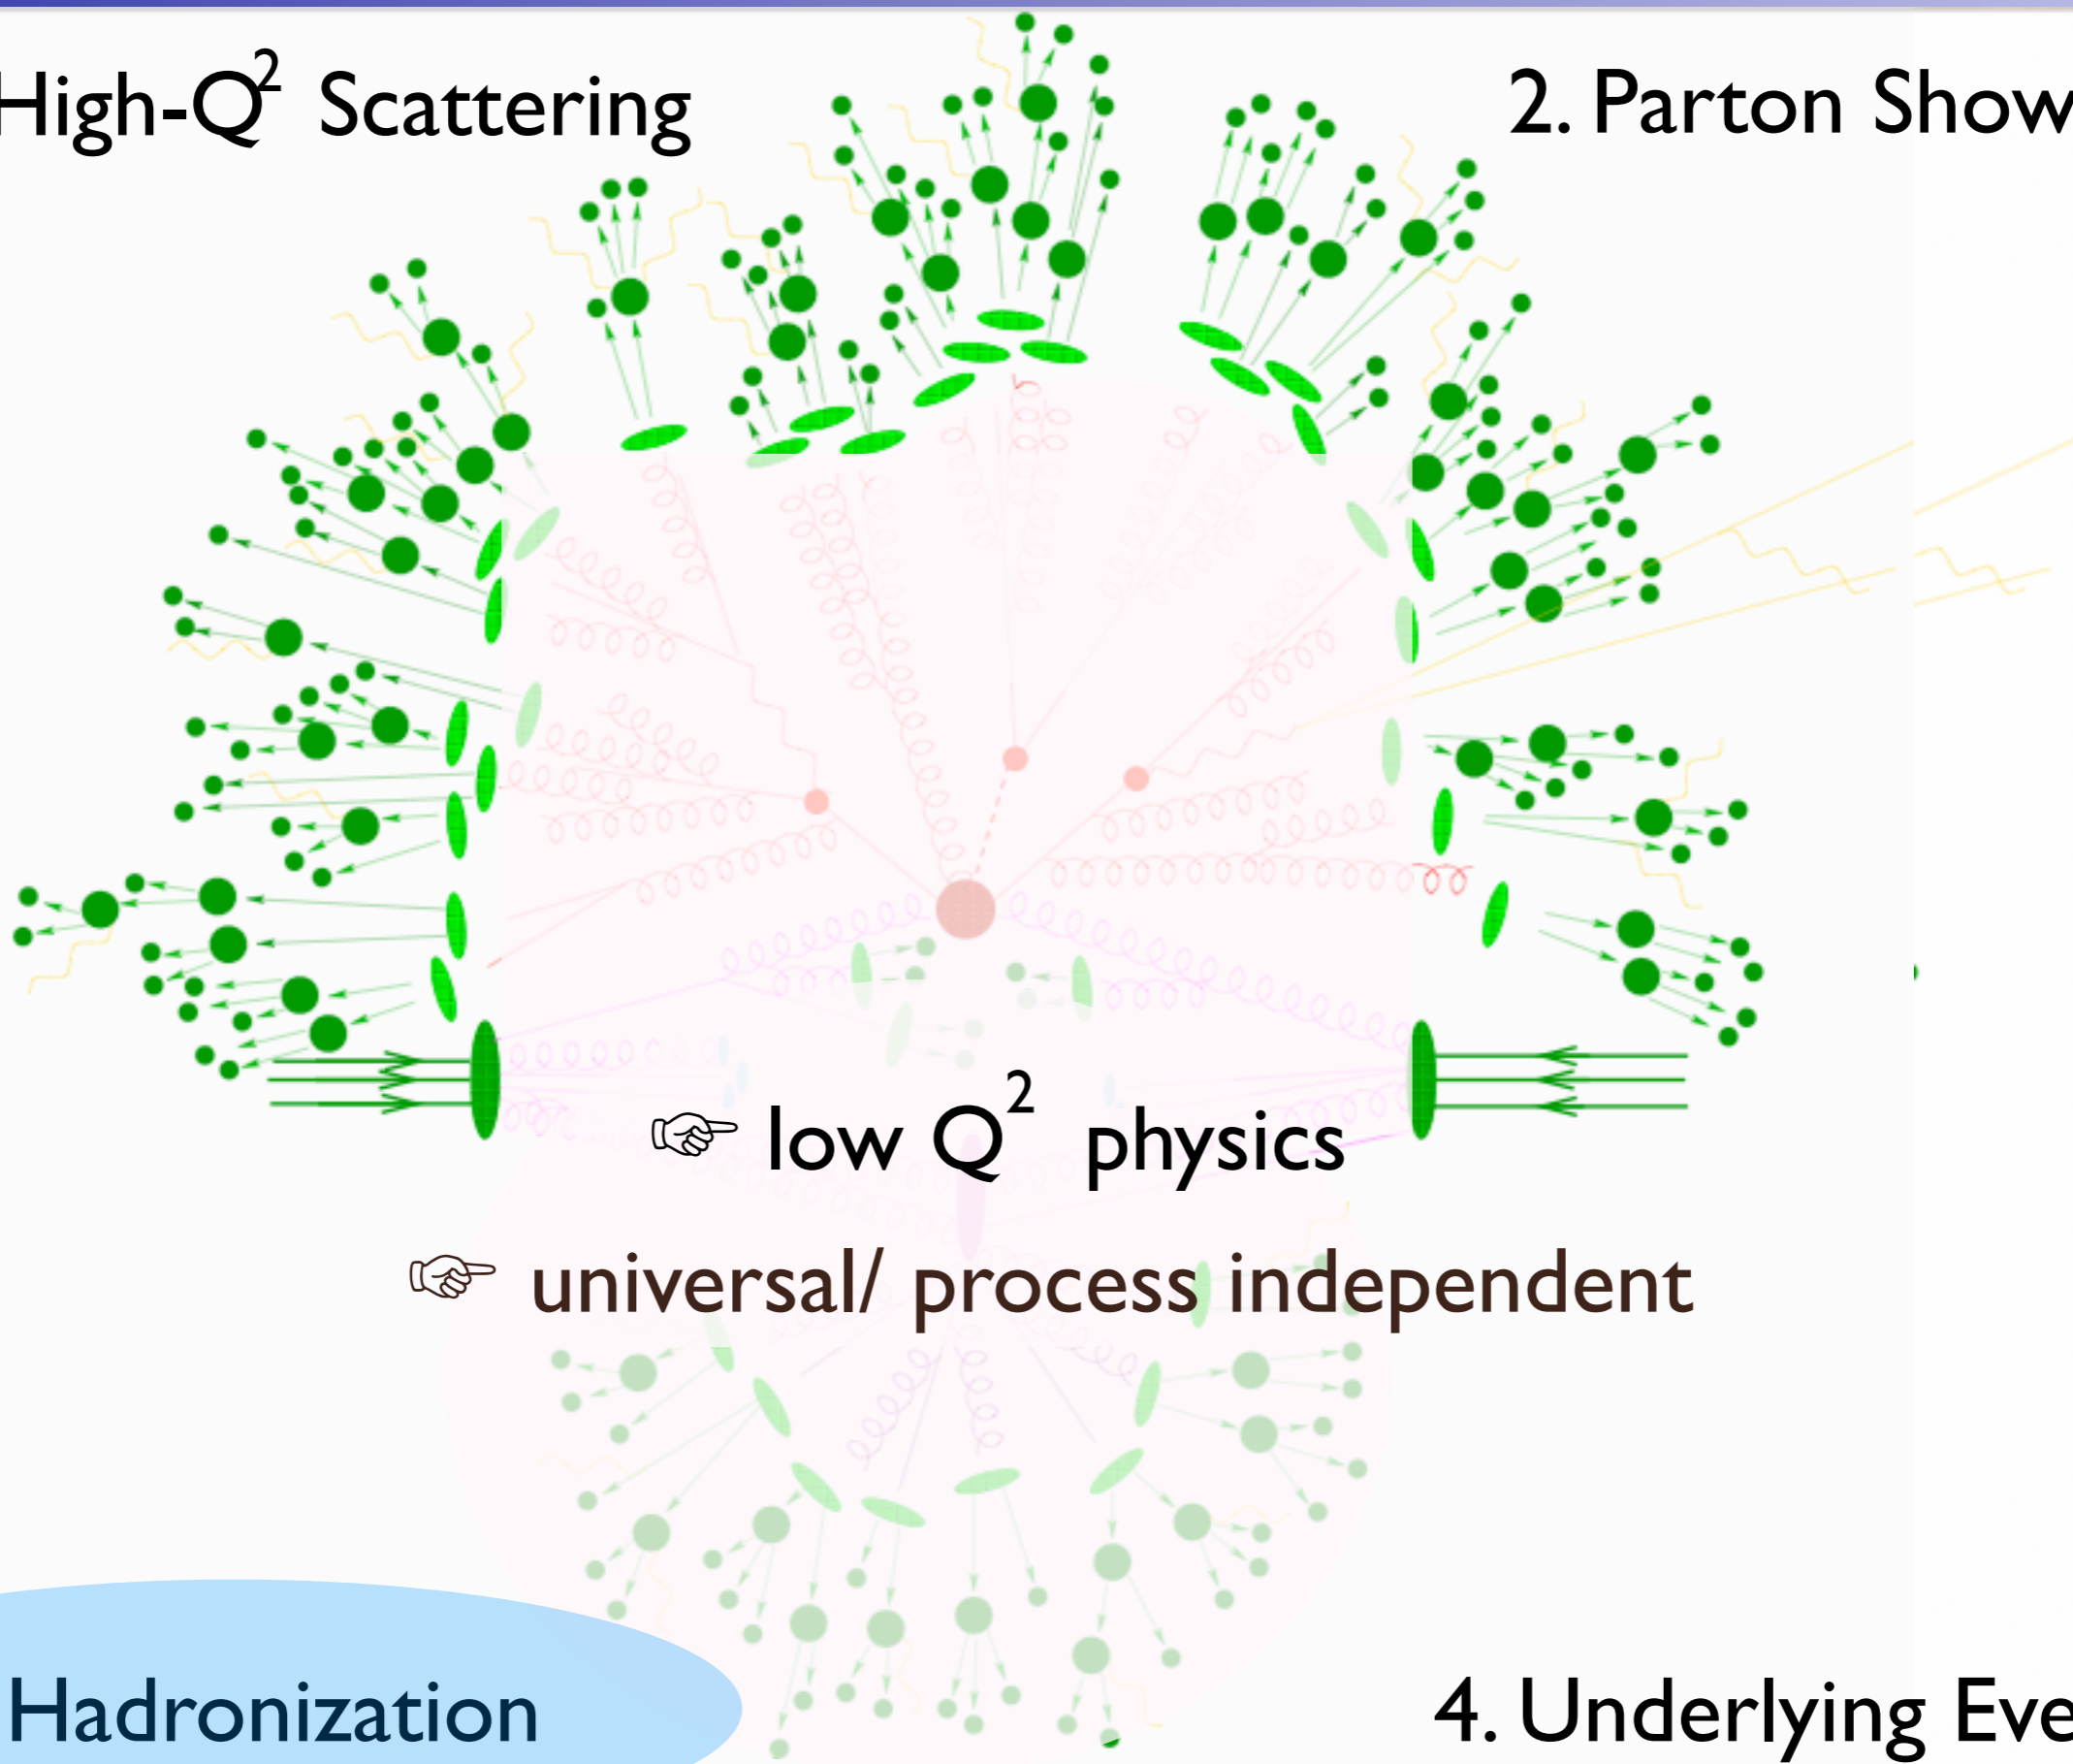 High-Q² Scattering
2. Parton Show
☞ low Q² physics
☞ universal/ process independent
Hadronization
4. Underlying Eve